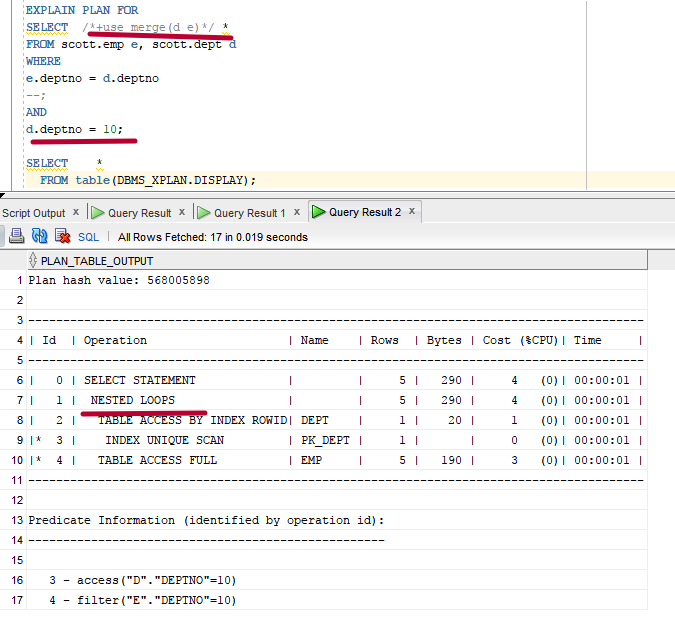 EXPLAIN PLAN FOR
SELECT  /*+use_merge(d e)*/ *
FROM scott.emp e, scott.dept d
WHERE
e.deptno = d.deptno
--;
AND
d.deptno = 10;
SELECT    *
  FROM table(DBMS_XPLAN.DISPLAY);
Script Output x Query Result x Query Result 1 x Query Result 2 x
SQL | All Rows Fetched: 17 in 0.019 seconds
PLAN_TABLE_OUTPUT
1 Plan hash value: 568005898
2
3 ----------------------------------------------------------------------------------------
4 | Id  | Operation                    | Name    | Rows  | Bytes | Cost (%CPU)| Time     |
5 ----------------------------------------------------------------------------------------
6 |   0 | SELECT STATEMENT             |         |     5 |   290 |     4   (0)| 00:00:01 |
7 |   1 |  NESTED LOOPS                |         |     5 |   290 |     4   (0)| 00:00:01 |
8 |   2 |   TABLE ACCESS BY INDEX ROWID| DEPT    |     1 |    20 |     1   (0)| 00:00:01 |
9 |*  3 |    INDEX UNIQUE SCAN         | PK_DEPT |     1 |       |     0   (0)| 00:00:01 |
10 |*  4 |   TABLE ACCESS FULL          | EMP     |     5 |   190 |     3   (0)| 00:00:01 |
11 ----------------------------------------------------------------------------------------
12
13 Predicate Information (identified by operation id):
14 ---------------------------------------------------
15
16    3 - access("D"."DEPTNO"=10)
17    4 - filter("E"."DEPTNO"=10)